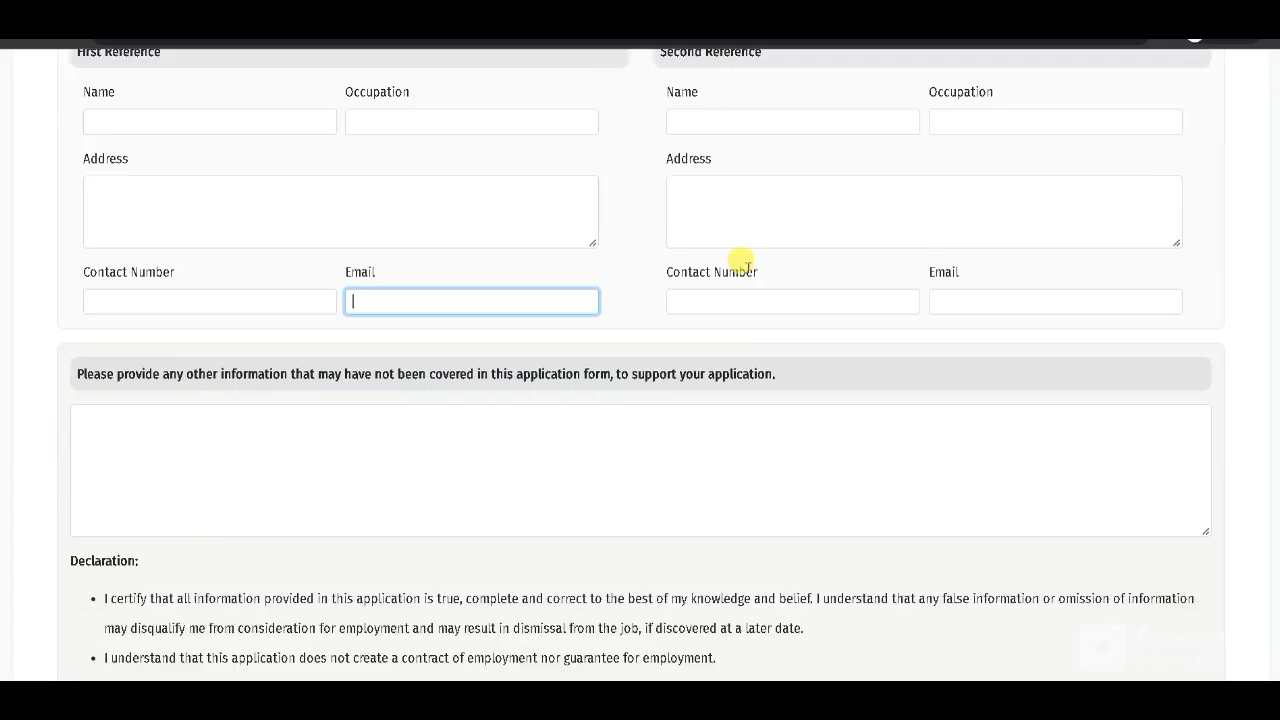 First Reference
Second Reference
Name
Occupation
Name
Occupation
Address
Address
Contact Number
Email
Contact Number
Email
Please provide any other information that may have not been covered in this application form, to support your application.
Declaration:
• I certify that all information provided in this application is true, complete and correct to the best of my knowledge and belief. I understand that any false information or omission of information
may disqualify me from consideration for employment and may result in dismissal from the job, if discovered at a later date.
• I understand that this application does not create a contract of employment nor guarantee for employment.